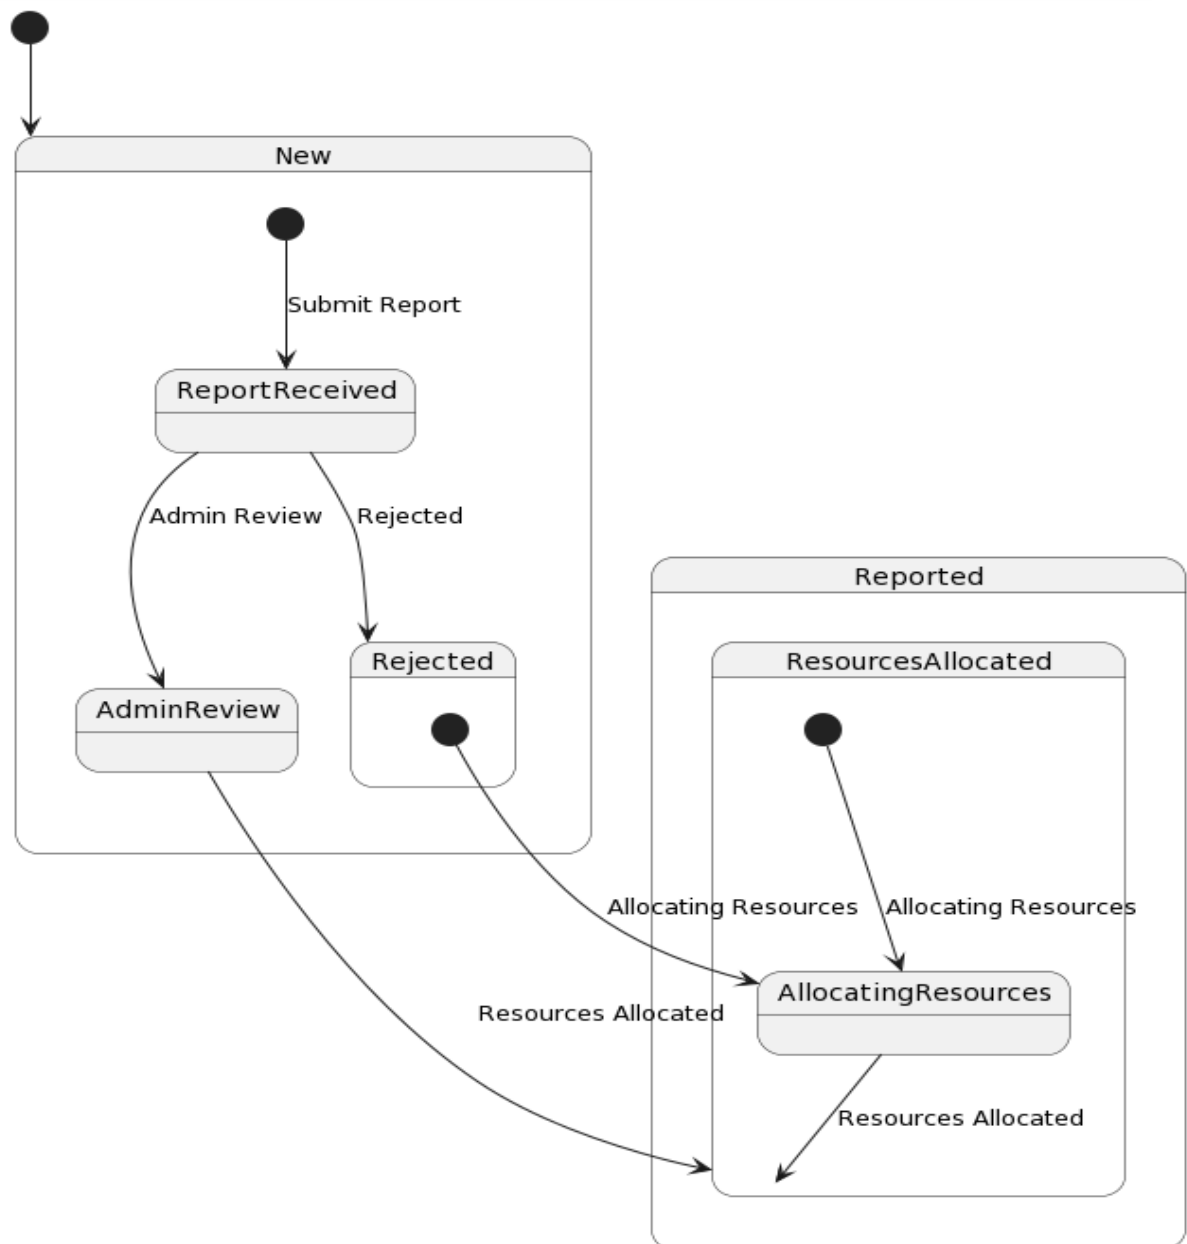 New
Submit Report
ReportReceived
Admin Review
Rejected
Reported
Rejected
ResourcesAllocated
AdminReview
Allocating Resources
Allocating Resources
AllocatingResources
Resources Allocated
Resources Allocated